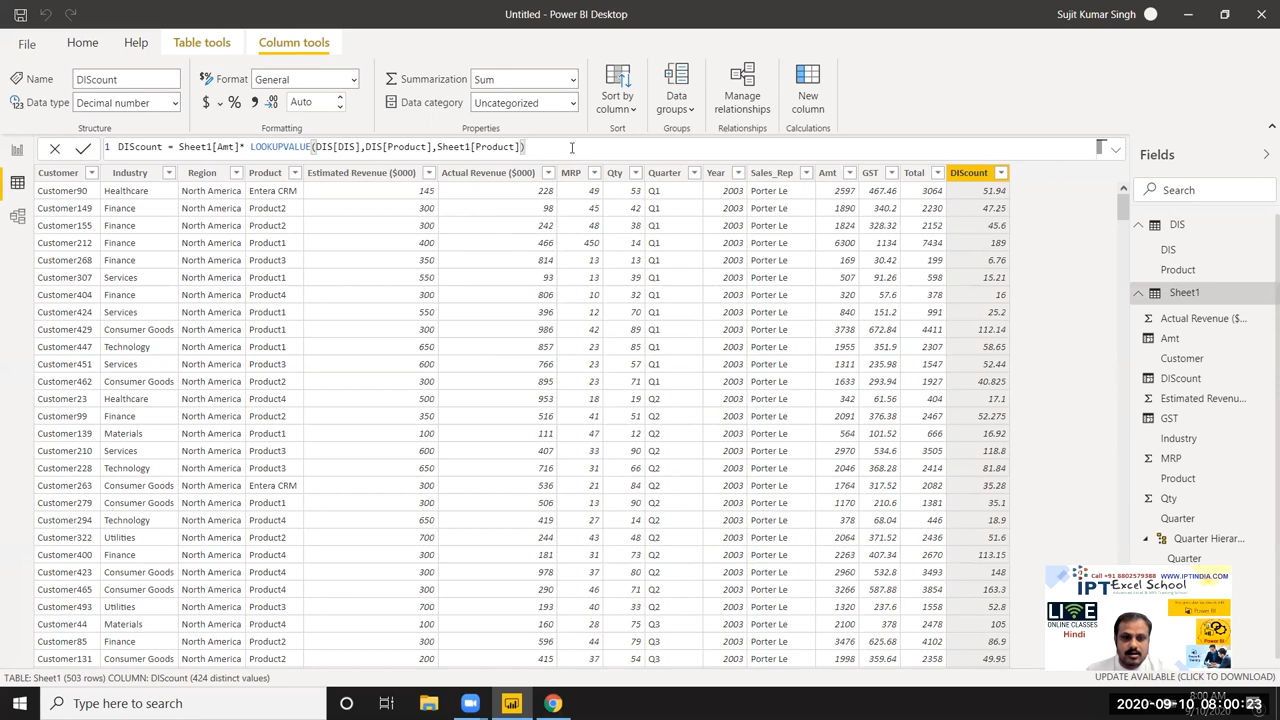 Untitled - Power BI Desktop
Sujit Kumar Singh
File
Home
Help
Table tools
Column tools
Name
DIScount
Data type
Decimal number
Structure
Format
General
$ % Auto
Formatting
Summarization
Sum
Data category
Uncategorized
Properties
Sort by column
Sort
Data groups
Groups
Manage relationships
Relationships
New column
Calculations
1 DIScount = Sheet1[Amt]* LOOKUPVALUE(DIS[DIS],DIS[Product],Sheet1[Product])
Customer Industry Region Product Estimated Revenue ($000) Actual Revenue ($000) MRP Qty Quarter Year Sales_Rep Amt GST Total DIScount
Customer90 Healthcare North America Entera CRM 145 228 49 53 Q1 2003 Porter Le 2597 467.46 3064 51.94
Customer149 Finance North America Product2 300 98 45 42 Q1 2003 Porter Le 1890 340.2 2230 47.25
Customer155 Finance North America Product2 300 242 48 38 Q1 2003 Porter Le 1824 328.32 2152 45.6
Customer212 Finance North America Product1 400 466 450 14 Q1 2003 Porter Le 6300 1134 7434 189
Customer268 Finance North America Product3 350 814 13 13 Q1 2003 Porter Le 169 30.42 199 6.76
Customer307 Services North America Product1 550 93 13 39 Q1 2003 Porter Le 507 91.26 598 15.21
Customer404 Finance North America Product4 300 806 10 32 Q1 2003 Porter Le 320 57.6 378 16
Customer424 Services North America Product1 550 396 12 70 Q1 2003 Porter Le 840 151.2 991 25.2
Customer429 Consumer Goods North America Product1 300 986 42 89 Q1 2003 Porter Le 3738 672.84 4411 112.14
Customer447 Technology North America Product1 650 857 23 85 Q1 2003 Porter Le 1955 351.9 2307 58.65
Customer451 Services North America Product3 600 766 23 57 Q1 2003 Porter Le 1311 235.98 1547 52.44
Customer462 Consumer Goods North America Product2 300 895 23 71 Q1 2003 Porter Le 1633 293.94 1927 40.825
Customer23 Healthcare North America Product4 500 953 18 19 Q2 2003 Porter Le 342 61.56 404 17.1
Customer99 Finance North America Product2 350 516 41 51 Q2 2003 Porter Le 2091 376.38 2467 52.275
Customer139 Materials North America Product1 100 111 47 12 Q2 2003 Porter Le 564 101.52 666 16.92
Customer210 Services North America Product3 600 407 33 90 Q2 2003 Porter Le 2970 534.6 3505 118.8
Customer228 Technology North America Product3 650 716 31 66 Q2 2003 Porter Le 2046 368.28 2414 81.84
Customer263 Consumer Goods North America Entera CRM 300 536 21 84 Q2 2003 Porter Le 1764 317.52 2082 35.28
Customer279 Consumer Goods North America Product1 300 506 13 90 Q2 2003 Porter Le 1170 210.6 1381 35.1
Customer294 Technology North America Product4 650 419 27 14 Q2 2003 Porter Le 378 68.04 446 18.9
Customer322 Utilities North America Product2 700 244 43 48 Q2 2003 Porter Le 2064 371.52 2436 51.6
Customer400 Finance North America Product4 300 181 31 73 Q2 2003 Porter Le 2263 407.34 2670 113.15
Customer423 Consumer Goods North America Product4 300 978 37 80 Q2 2003 Porter Le 2960 532.8 3493 148
Customer465 Consumer Goods North America Product4 300 290 46 71 Q2 2003 Porter Le 3266 587.88 3854 163.3
Customer493 Utilities North America Product3 700 193 40 33 Q2 2003 Porter Le 1320 237.6 1558 52.8
Customer44 Materials North America Product4 100 160 28 75 Q3 2003 Porter Le 2100 378 2478 105
Customer85 Finance North America Product2 300 596 44 79 Q3 2003 Porter Le 3476 625.68 4102 86.9
Customer131 Consumer Goods North America Product2 200 415 37 54 Q3 2003 Porter Le 1998 359.64 2358 49.95
Fields
Search
DIS
DIS
Product
Sheet1
Actual Revenue ($...
Amt
Customer
DIScount
Estimated Revenu...
GST
Industry
MRP
Product
Qty
Quarter
Quarter Hierar...
Quarter
Call +91 8802579388 WWW.IPTINDIA.COM
IPT Excel School
LIVE
ONLINE CLASSES
Hindi
Power BI
TABLE: Sheet1 (503 rows) COLUMN: DIScount (424 distinct values)
UPDATE AVAILABLE (CLICK TO DOWNLOAD)
Type here to search
8:00 AM
9/10/2020
2020-09-10 08:00:23